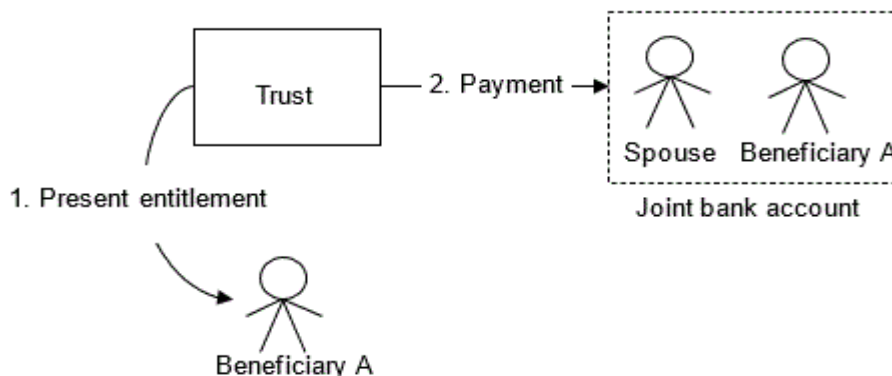 Trust
2. Payment
Spouse
Beneficiary A
Joint bank account
1. Present entitlement
Beneficiary A